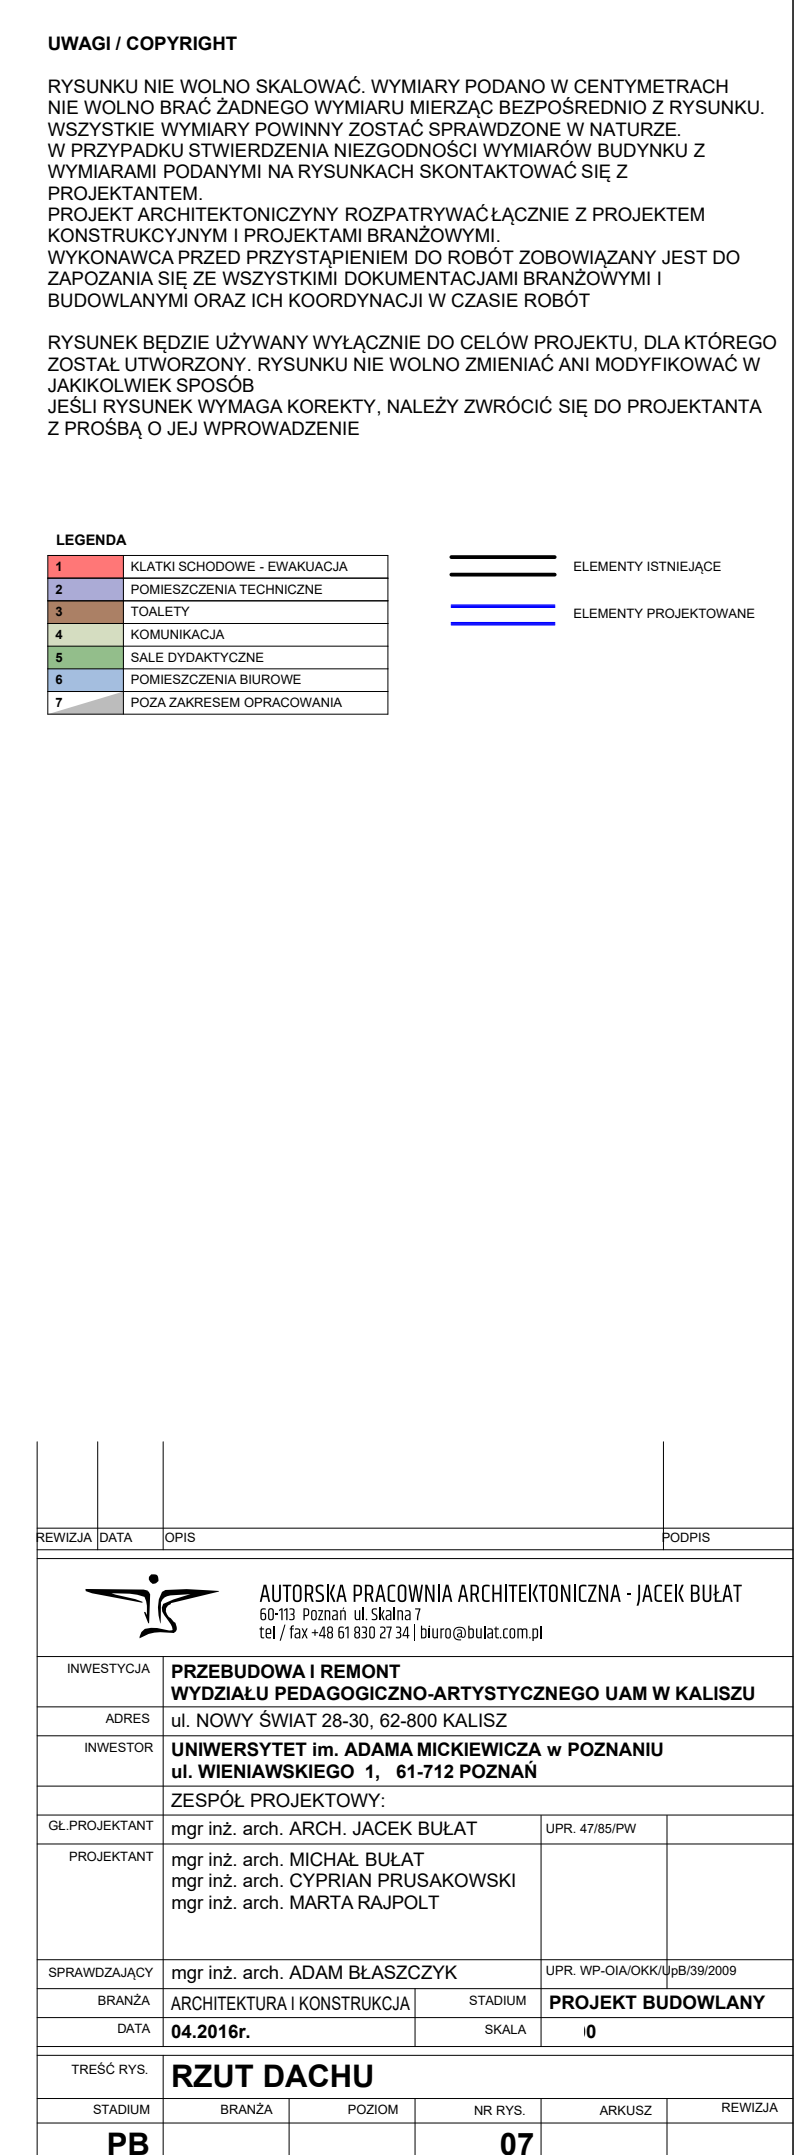 UWAGI / COPYRIGHT
RYSUNKU NIE WOLNO SKALOWAĆ. WYMIARY PODANO W CENTYMETRACH
NIE WOLNO BRAĆ ŻADNEGO WYMIARU MIERZĄC BEZPOŚREDNIO Z RYSUNKU.
WSZYSTKIE WYMIARY POWINNY ZOSTAĆ SPRAWDZONE W NATURZE.
W PRZYPADKU STWIERDZENIA NIEZGODNOŚCI WYMIARÓW BUDYNKU Z
WYMIARAMI PODANYMI NA RYSUNKACH SKONTAKTOWAĆ SIĘ Z
PROJEKTANTEM.
PROJEKT ARCHITEKTONICZYNY ROZPATRYWAĆ ŁĄCZNIE Z PROJEKTEM
KONSTRUKCYJNYM I PROJEKTAMI BRANŻOWYMI.
WYKONAWCA PRZED PRZYSTĄPIENIEM DO ROBÓT ZOBOWIĄZANY JEST DO
ZAPOZANIA SIĘ ZE WSZYSTKIMI DOKUMENTACJAMI BRANŻOWYMI I
BUDOWLANYMI ORAZ ICH KOORDYNACJI W CZASIE ROBÓT
RYSUNEK BĘDZIE UŻYWANY WYŁĄCZNIE DO CELÓW PROJEKTU, DLA KTÓREGO
ZOSTAŁ UTWORZONY. RYSUNKU NIE WOLNO ZMIENIAĆ ANI MODYFIKOWAĆ W
JAKIKOLWIEK SPOSÓB
JEŚLI RYSUNEK WYMAGA KOREKTY, NALEŻY ZWRÓCIĆ SIĘ DO PROJEKTANTA
Z PROŚBĄ O JEJ WPROWADZENIE
LEGENDA
1 KLATKI SCHODOWE - EWAKUACJA
2 POMIESZCZENIA TECHNICZNE
3 TOALETY
4 KOMUNIKACJA
5 SALE DYDAKTYCZNE
6 POMIESZCZENIA BIUROWE
7 POZA ZAKRESEM OPRACOWANIA
ELEMENTY ISTNIEJĄCE
ELEMENTY PROJEKTOWANE
REWIZJA DATA OPIS PODPIS
AUTORSKA PRACOWNIA ARCHITEKTONICZNA - JACEK BUŁAT
60-113 Poznań ul. Skalna 7
tel / fax +48 61 830 27 34 | biuro@bulat.com.pl
INWESTYCJA PRZEBUDOWA I REMONT
WYDZIAŁU PEDAGOGICZNO-ARTYSTYCZNEGO UAM W KALISZU
ADRES ul. NOWY ŚWIAT 28-30, 62-800 KALISZ
INWESTOR UNIWERSYTET im. ADAMA MICKIEWICZA w POZNANIU
ul. WIENIAWSKIEGO 1, 61-712 POZNAŃ
ZESPÓŁ PROJEKTOWY:
GŁ.PROJEKTANT mgr inż. arch. ARCH. JACEK BUŁAT UPR. 47/85/PW
PROJEKTANT mgr inż. arch. MICHAŁ BUŁAT
mgr inż. arch. CYPRIAN PRUSAKOWSKI
mgr inż. arch. MARTA RAJPOLT
SPRAWDZAJĄCY mgr inż. arch. ADAM BŁASZCZYK UPR. WP-OIA/OKK/UpB/39/2009
BRANŻA ARCHITEKTURA I KONSTRUKCJA STADIUM PROJEKT BUDOWLANY
DATA 04.2016r. SKALA
TREŚĆ RYS. RZUT DACHU
STADIUM BRANŻA POZIOM NR RYS. ARKUSZ REWIZJA
PB 07